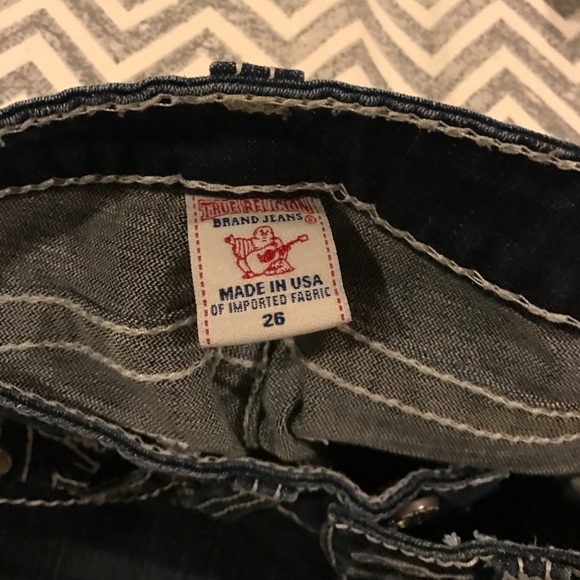 TRUE RELIGION
BRAND JEANS®
MADE IN USA
OF IMPORTED FABRIC
26